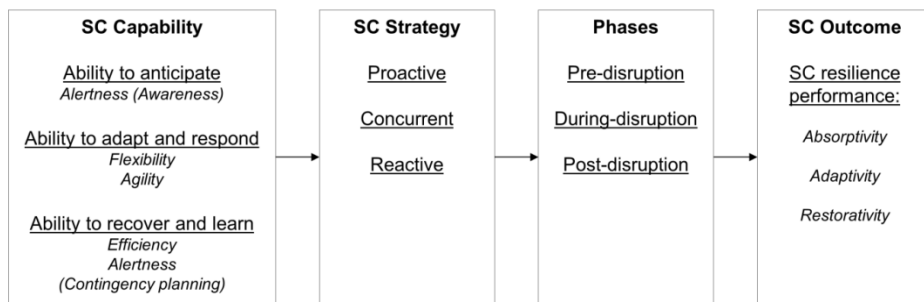 SC Capability
Ability to anticipate
Alertness (Awareness)
Ability to adapt and respond
Flexibility
Agility
Ability to recover and learn
Efficiency
Alertness
(Contingency planning)
SC Strategy
Proactive
Concurrent
Reactive
Phases
Pre-disruption
During-disruption
Post-disruption
SC Outcome
SC resilience
performance:
Absorptivity
Adaptivity
Restorativity